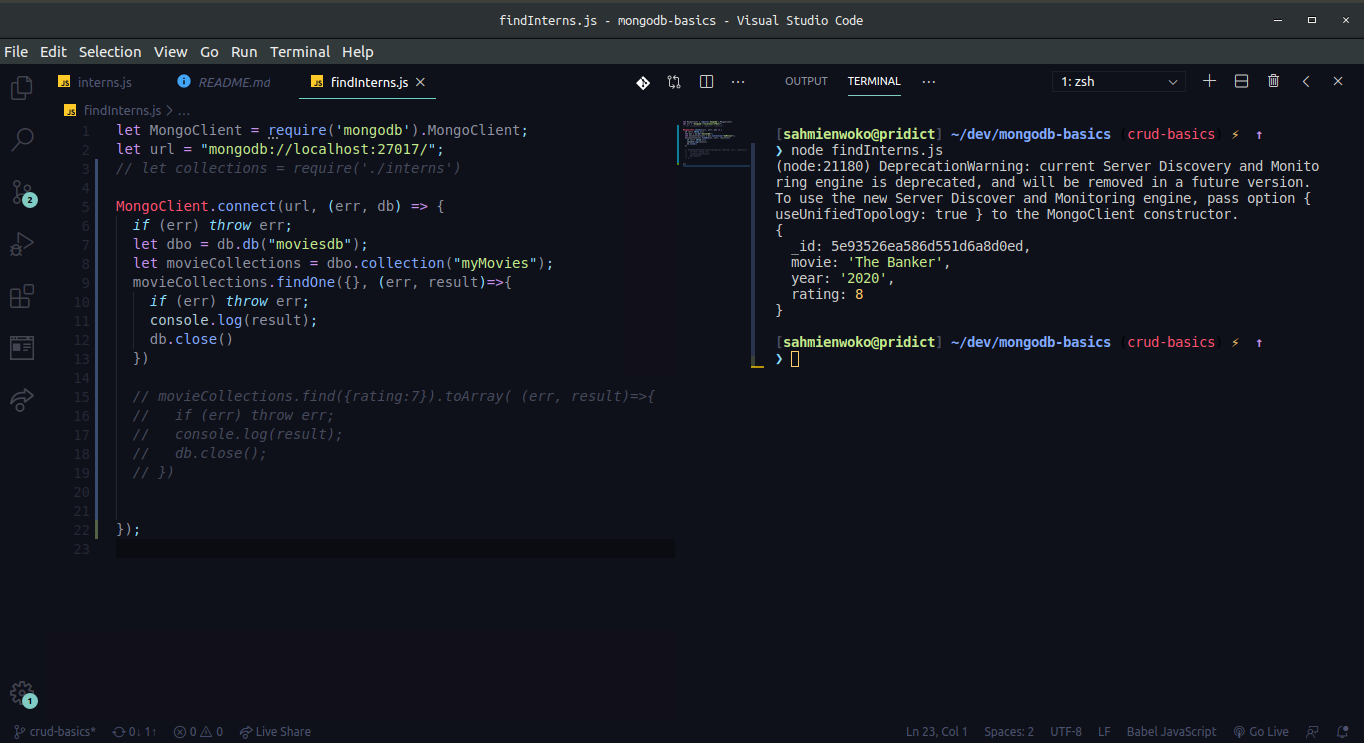 findInterns.js - mongodb-basics - Visual Studio Code
File Edit Selection View Go Run Terminal Help
JS interns.js
README.md
JS findInterns.js
OUTPUT TERMINAL ...
1: zsh
JS findInterns.js > ...
1 let MongoClient = require('mongodb').MongoClient;
2 let url = "mongodb://localhost:27017/";
3 // let collections = require('./interns')
4
5 MongoClient.connect(url, (err, db) => {
6 if (err) throw err;
7 let dbo = db.db("moviesdb");
8 let movieCollections = dbo.collection("myMovies");
9 movieCollections.findOne({}, (err, result)=>{
10 if (err) throw err;
11 console.log(result);
12 db.close()
13 })
14
15 // movieCollections.find({rating:7}).toArray( (err, result)=>{
16 //   if (err) throw err;
17 //   console.log(result);
18 //   db.close();
19 // })
20
21
22 });
23
[sahmienwoko@pridict] ~/dev/mongodb-basics (crud-basics) ⚡ ↑
❯ node findInterns.js
(node:21180) DeprecationWarning: current Server Discovery and Monito
ring engine is deprecated, and will be removed in a future version.
To use the new Server Discover and Monitoring engine, pass option {
useUnifiedTopology: true } to the MongoClient constructor.
{
_id: 5e93526ea586d551d6a8d0ed,
movie: 'The Banker',
year: '2020',
rating: 8
}
[sahmienwoko@pridict] ~/dev/mongodb-basics (crud-basics) ⚡ ↑
❯
2
1
crud-basics* 0↓ 1↑ 0 0 Live Share
Ln 23, Col 1 Spaces: 2 UTF-8 LF Babel JavaScript Go Live